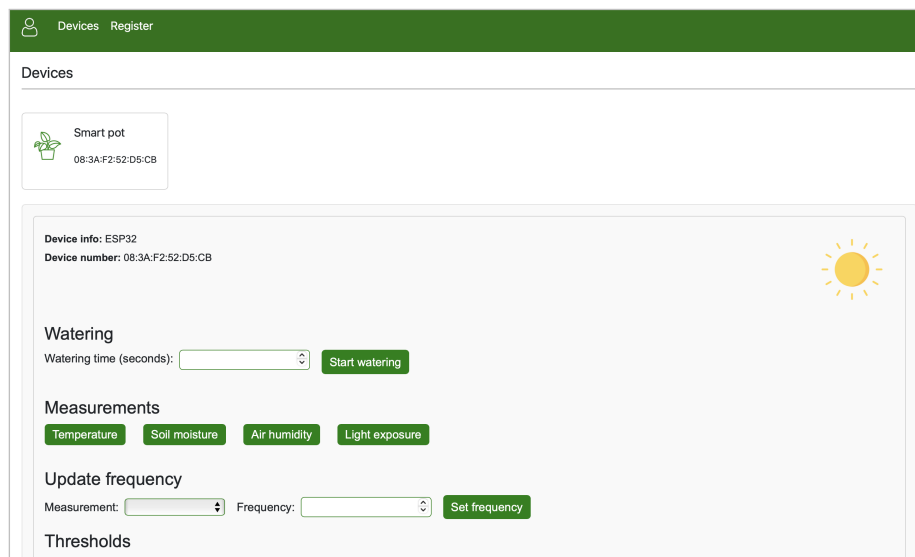 Devices Register
Devices
Smart pot
08:3A:F2:52:D5:CB
Device info: ESP32
Device number: 08:3A:F2:52:D5:CB
Watering
Watering time (seconds): Start watering
Measurements
Temperature Soil moisture Air humidity Light exposure
Update frequency
Measurement: Frequency: Set frequency
Thresholds